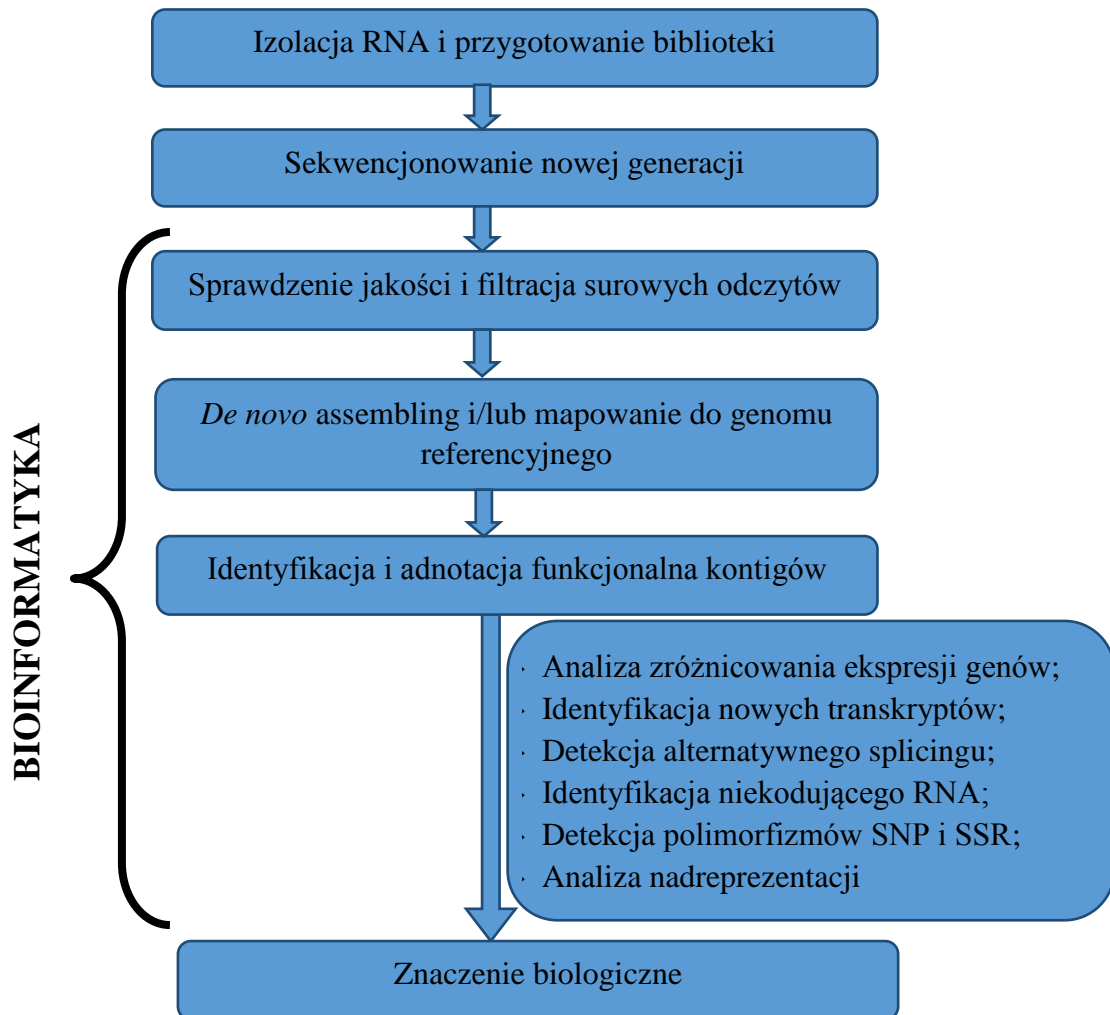 Izolacja RNA i przygotowanie biblioteki
Sekwencjonowanie nowej generacji
Sprawdzenie jakości i filtracja surowych odczytów
De novo assembling i/lub mapowanie do genomu
referencyjnego
Identyfikacja i adnotacja funkcjonalna kontigów
BIOINFORMATYKA
· Analiza zróżnicowania ekspresji genów;
· Identyfikacja nowych transkryptów;
· Detekcja alternatywnego splicingu;
· Identyfikacja niekodującego RNA;
· Detekcja polimorfizmów SNP i SSR;
· Analiza nadreprezentacji
Znaczenie biologiczne